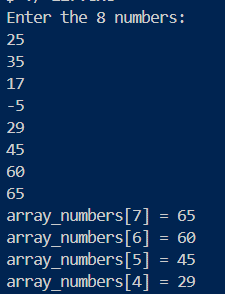 Enter the 8 numbers:
25
35
17
-5
29
45
60
65
array_numbers[7] = 65
array_numbers[6] = 60
array_numbers[5] = 45
array_numbers[4] = 29